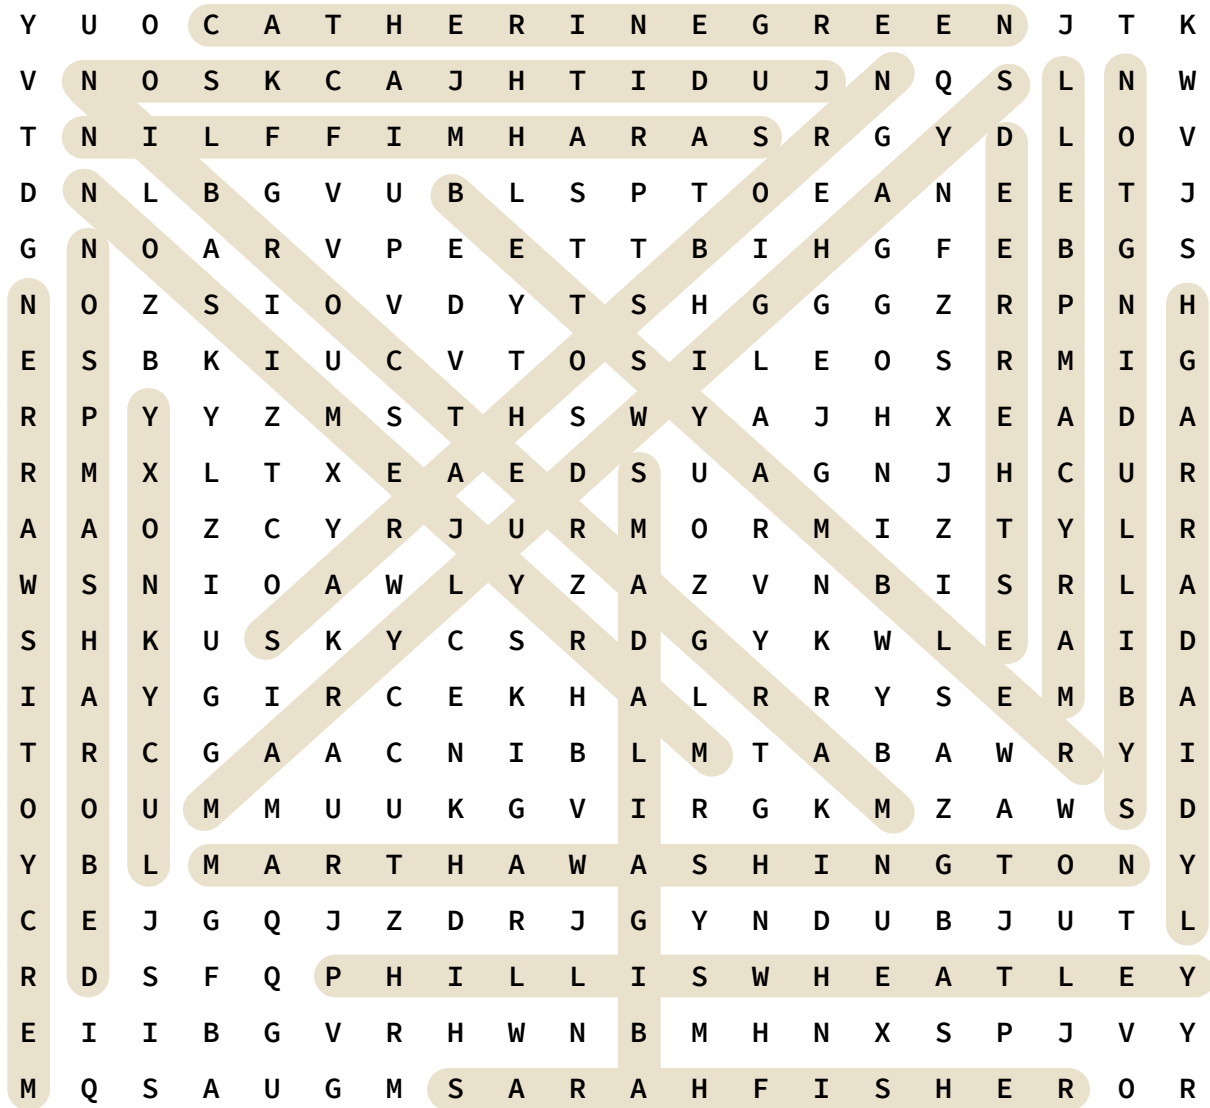 Y U O C A T H E R I N E G R E E N J T K
V N O S K C A J H T I D U J N Q S L N W
T N I L F F I M H A R A S R G Y D L O V
D N L B G V U B L S P T O E A N E E T J
G N O A R V P E E T T B I H G F E B G S
N O Z S I O V D Y T S H G G G Z R P N H
E S B K I U C V T O S I L E O S R M I G
R P Y Y Z M S T H S W Y A J H X E A D A
R M X L T X E A E D S U A G N J H C U R
A A O Z C Y R J U R M O R M I Z T Y L R
W S N I O A W L Y Z A Z V N B I S R L A
S H K U S K Y C S R D G Y K W L E A I D
I A Y G I R C E K H A L R R Y S E M B A
T R C G A A C N I B L M T A B A W R Y I
O O U M M U U K G V I R G K M Z A W S D
Y B L M A R T H A W A S H I N G T O N Y
C E J G Q J Z D R J G Y N D U B J U T L
R D S F Q P H I L L I S W H E A T L E Y
E I I B G V R H W N B M H N X S P J V Y
M Q S A U G M S A R A H F I S H E R O R